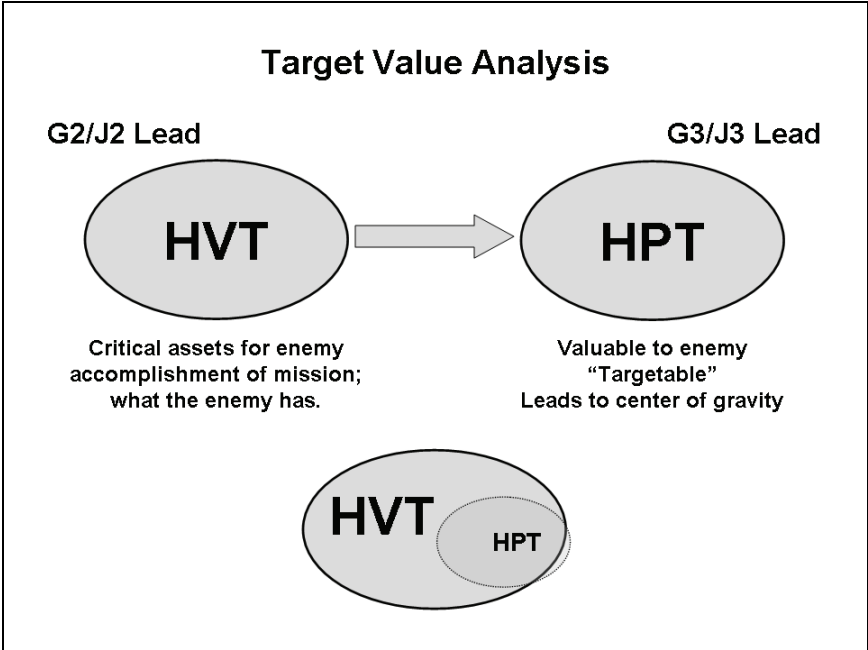 Target Value Analysis
G2/J2 Lead
G3/J3 Lead
HVT
HPT
Critical assets for enemy
accomplishment of mission;
what the enemy has.
Valuable to enemy
“Targetable”
Leads to center of gravity
HVT
HPT